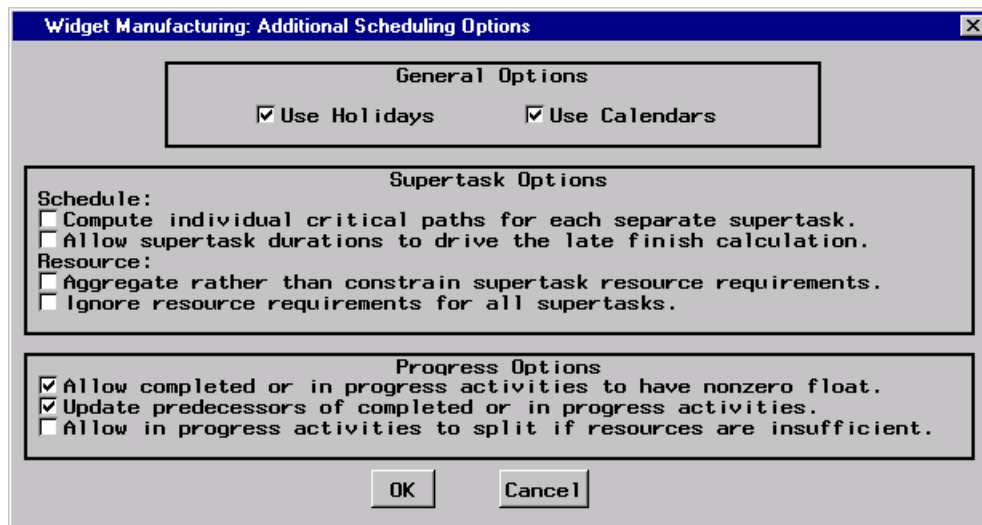 Widget Manufacturing: Additional Scheduling Options
General Options
Use Holidays Use Calendars
Supertask Options
Schedule:
Compute individual critical paths for each separate supertask.
Allow supertask durations to drive the late finish calculation.
Resource:
Aggregate rather than constrain supertask resource requirements.
Ignore resource requirements for all supertasks.
Progress Options
Allow completed or in progress activities to have nonzero float.
Update predecessors of completed or in progress activities.
Allow in progress activities to split if resources are insufficient.
OK Cancel